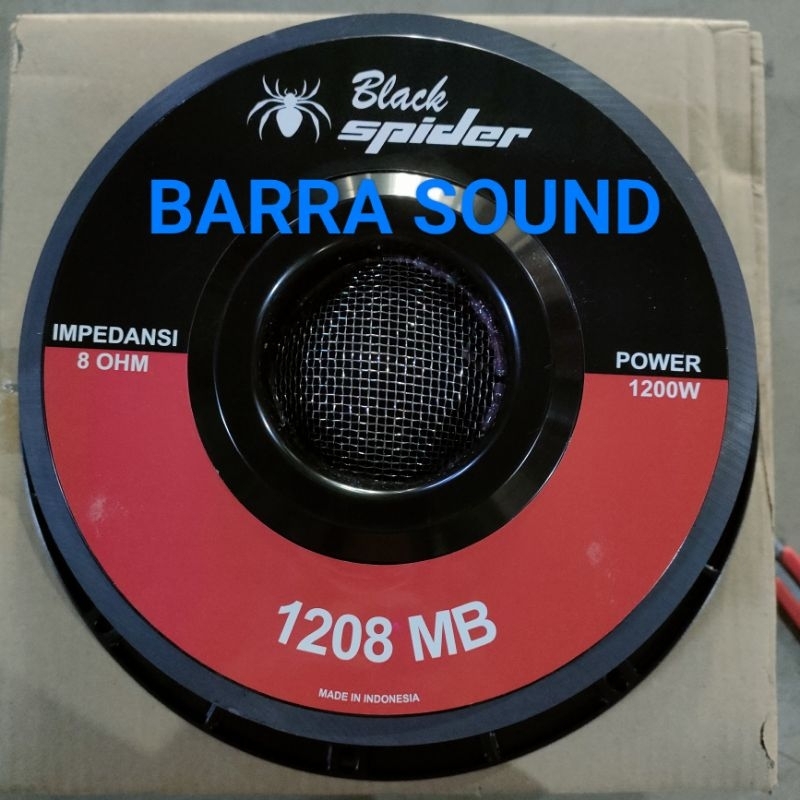 Black
spider
BARRA SOUND
IMPEDANSI
8 OHM
POWER
1200W
1208 MB
MADE IN INDONESIA